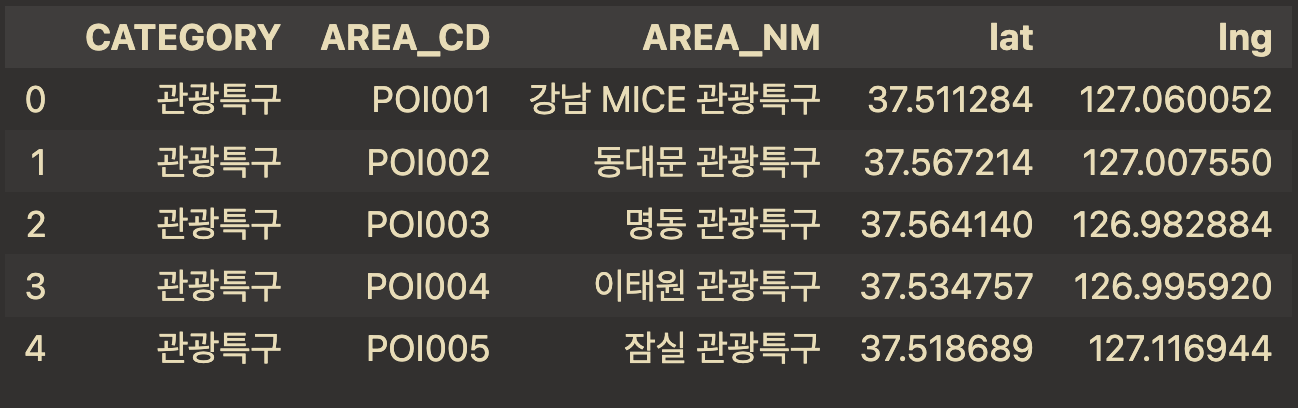 CATEGORY AREA_CD AREA_NM lat lng
0 관광특구 POI001 강남 MICE 관광특구 37.511284 127.060052
1 관광특구 POI002 동대문 관광특구 37.567214 127.007550
2 관광특구 POI003 명동 관광특구 37.564140 126.982884
3 관광특구 POI004 이태원 관광특구 37.534757 126.995920
4 관광특구 POI005 잠실 관광특구 37.518689 127.116944